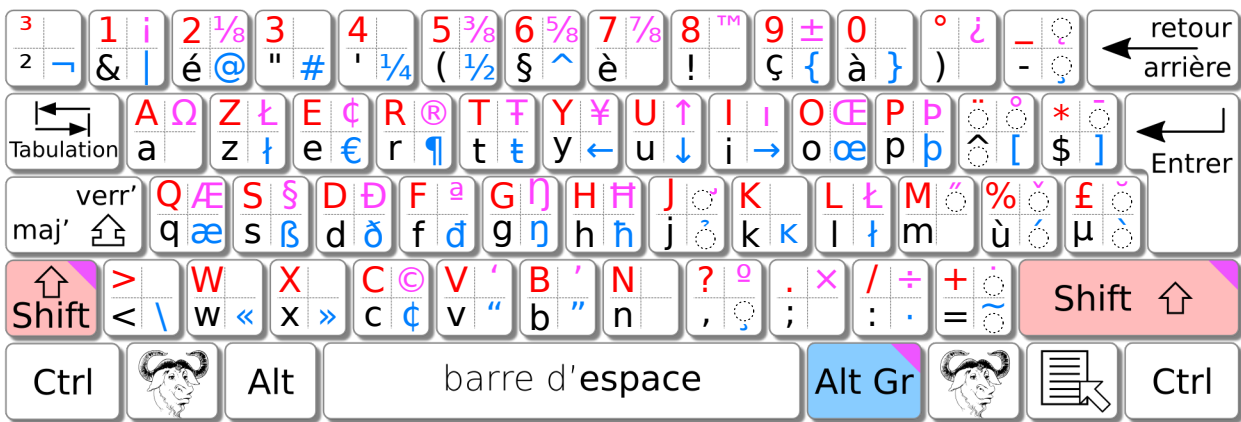 ³ 1 ¡ 2 ⅛ 3 4 5 ⅜ 6 ⅝ 7 ⅞ 8 ™ 9 ± 0 ° ¿ _ ˛ retour
² ¬ & | é @ " # ' ¼ ( ½ § ^ è ! ç { à } ) - ¸ arrière
A Ω Z Ł E ¢ R ® T Ŧ Y ¥ U ↑ I ı O Œ P Þ ¨ ˚ * ¯
Tabulation a z ł e € r ¶ t ŧ y ← u ↓ i → o œ p þ ^ [ $ ] Entrer
verr' Q Æ S § D Ð F ª G Ŋ H Ħ J K L Ł M ˝ % ˇ £ ˘
maj' q æ s ß d ð f đ g ŋ h ħ j k ĸ l ł m ù ´ µ `
> W X C © V ‘ B ’ N ? º . × / ÷ + ˙
Shift < \ w « x » c ¢ v “ b ” n , ; : · = ~ Shift
Ctrl Alt barre d'espace Alt Gr Ctrl